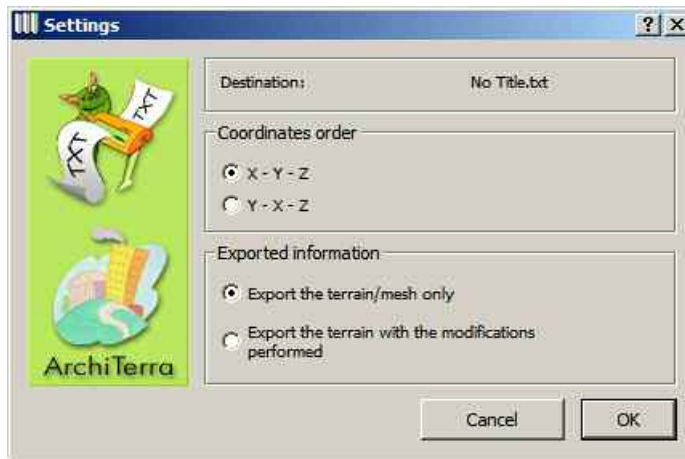 Settings
Destination: No Title.txt
Coordinates order
X - Y - Z
Y - X - Z
Exported information
Export the terrain/mesh only
Export the terrain with the modifications
performed
TXT
TXT
ArchiTerra
Cancel OK